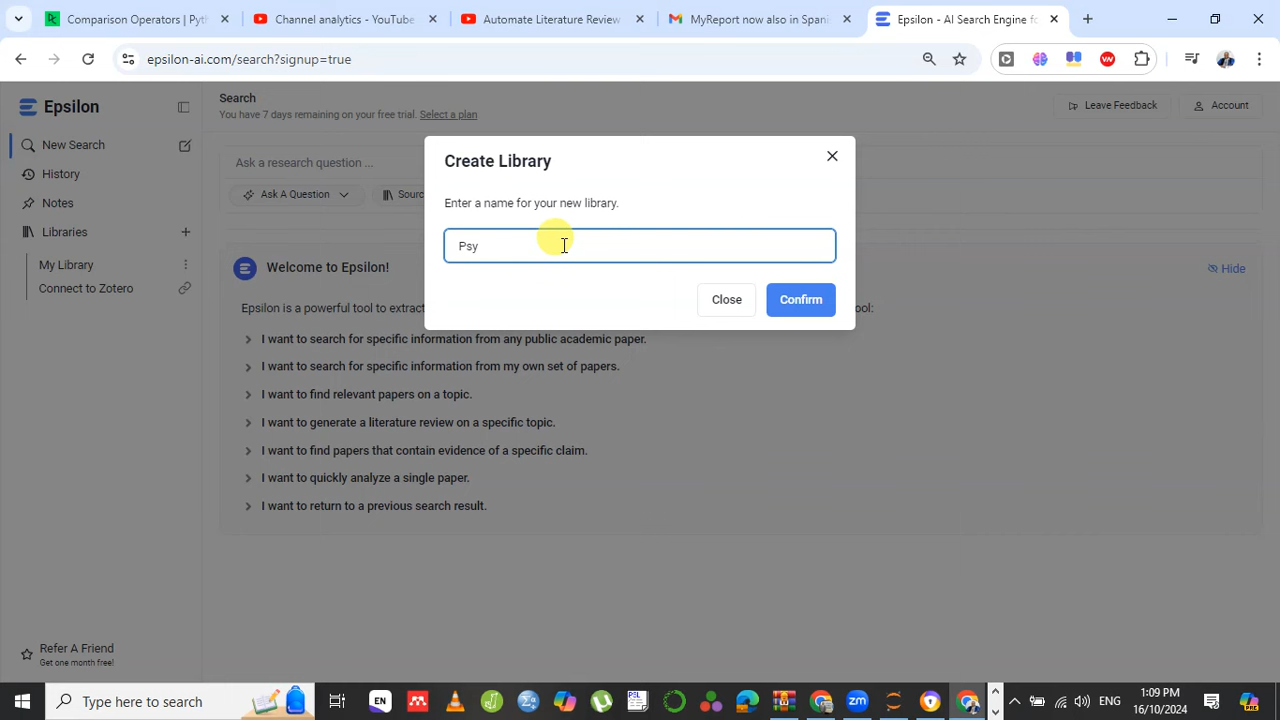 Comparison Operators | Pyth
Channel analytics - YouTube
Automate Literature Review
MyReport now also in Spani
Epsilon - AI Search Engine fo
epsilon-ai.com/search?signup=true
Epsilon
Search
You have 7 days remaining on your free trial. Select a plan
Leave Feedback
Account
New Search
History
Notes
Libraries
My Library
Connect to Zotero
Ask a research question ...
Ask A Question
Sourc
Create Library
Enter a name for your new library.
Psy
Close
Confirm
Welcome to Epsilon!
Hide
Epsilon is a powerful tool to extrac
ool:
I want to search for specific information from any public academic paper.
I want to search for specific information from my own set of papers.
I want to find relevant papers on a topic.
I want to generate a literature review on a specific topic.
I want to find papers that contain evidence of a specific claim.
I want to quickly analyze a single paper.
I want to return to a previous search result.
Refer A Friend
Get one month free!
Type here to search
EN
PSL
ENG
1:09 PM
16/10/2024
PRE